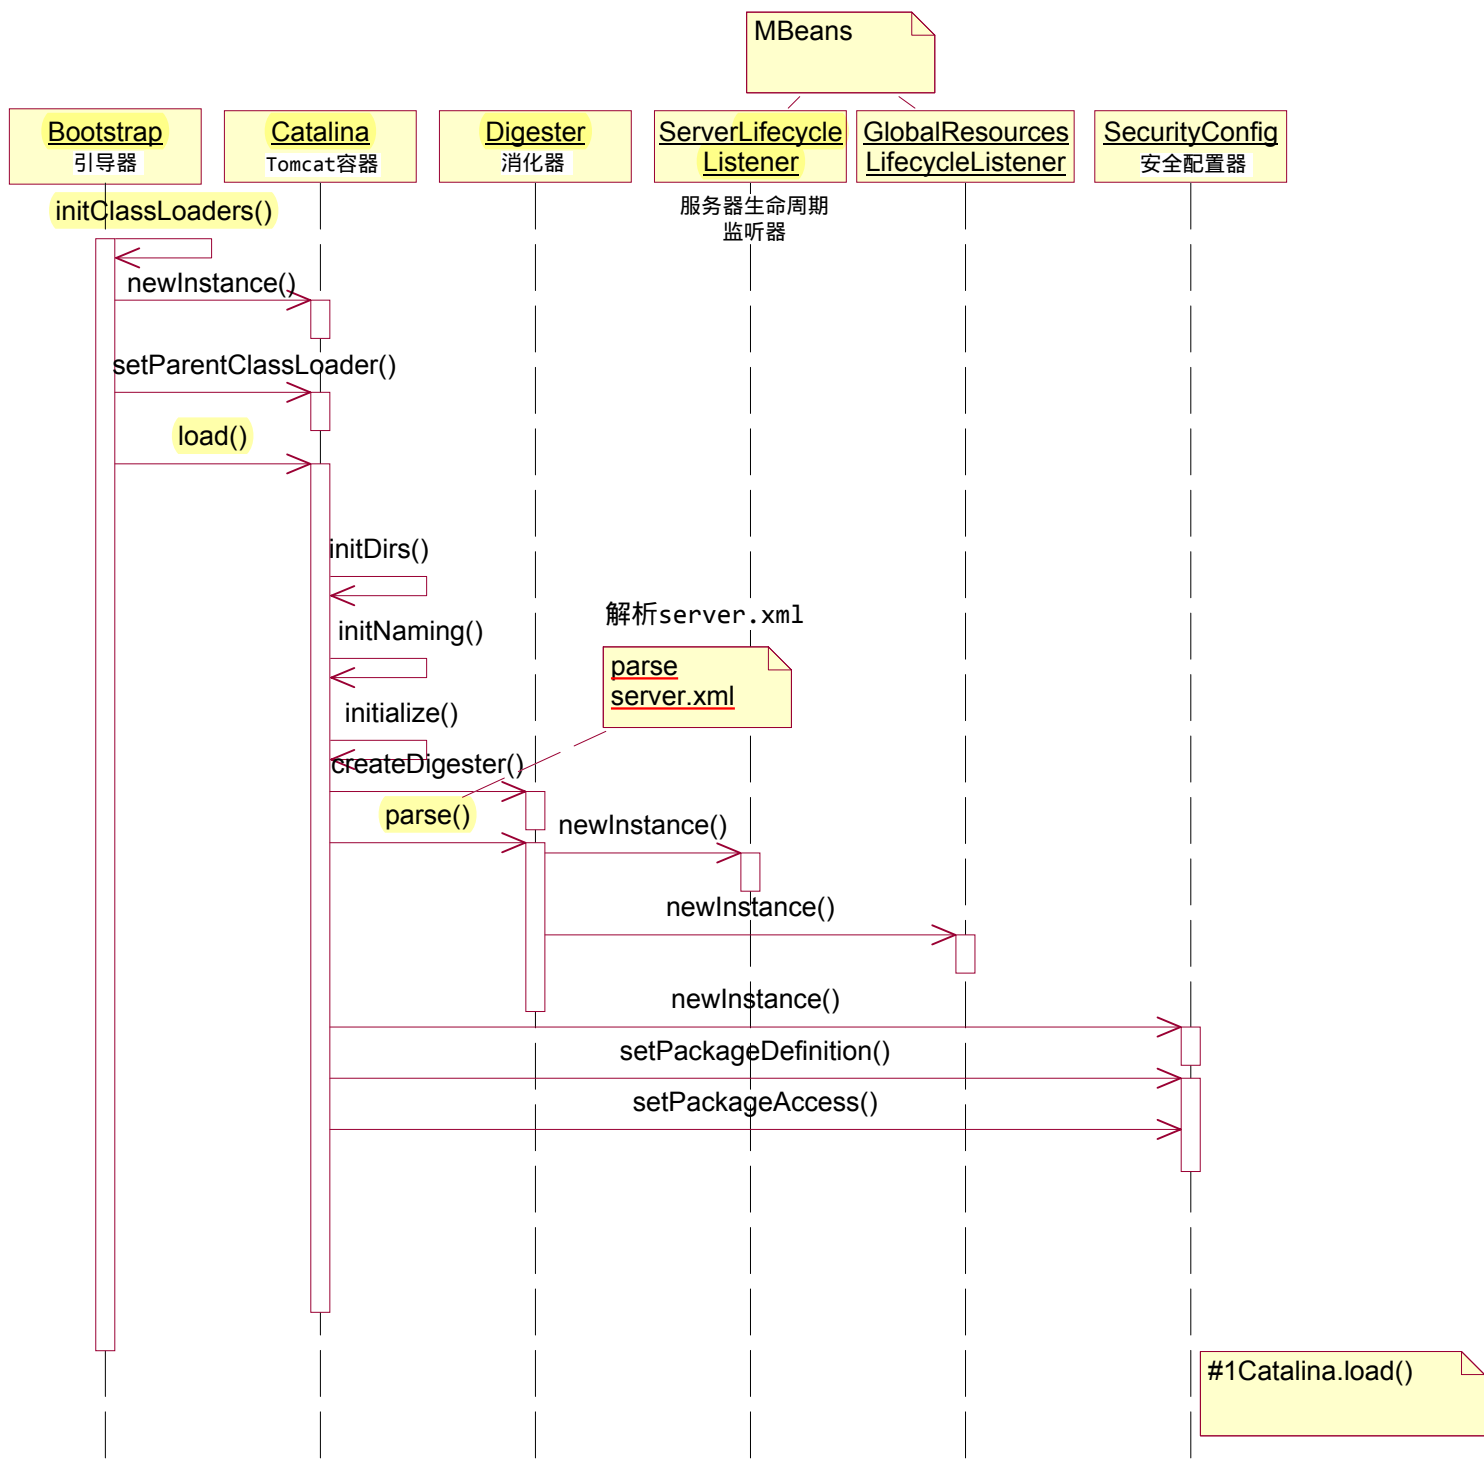 MBeans
Bootstrap
引导器
Catalina
Tomcat容器
Digester
消化器
ServerLifecycle
Listener
服务器生命周期
监听器
GlobalResources
LifecycleListener
SecurityConfig
安全配置器
initClassLoaders()
newInstance()
setParentClassLoader()
load()
initDirs()
解析server.xml
initNaming()
parse
server.xml
initialize()
createDigester()
parse()
newInstance()
newInstance()
newInstance()
setPackageDefinition()
setPackageAccess()
#1Catalina.load()